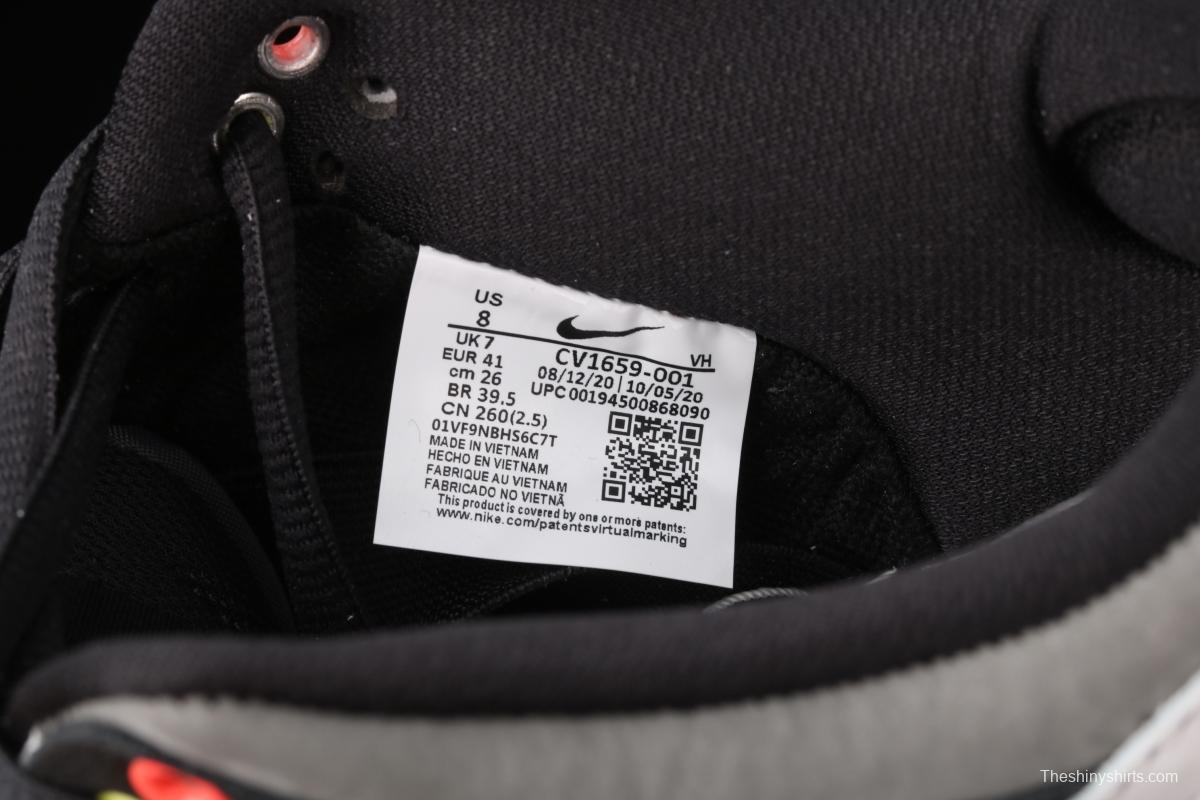 US
8
VH
UK 7
EUR 41
cm 26
BR 39.5
CN 260(2.5)
CV1659-001
08/12/20|10/05/20
UPC 00194500868090
01VF9NBHS6C7T
MADE IN VIETNAM
HECHO EN VIETNAM
FABRIQUE AU VIETNAM
FABRICADO NO VIETNÃ
This product is covered by one or more patents:
www.nike.com/patentsvirtualmarking
Theshinyshirts.com